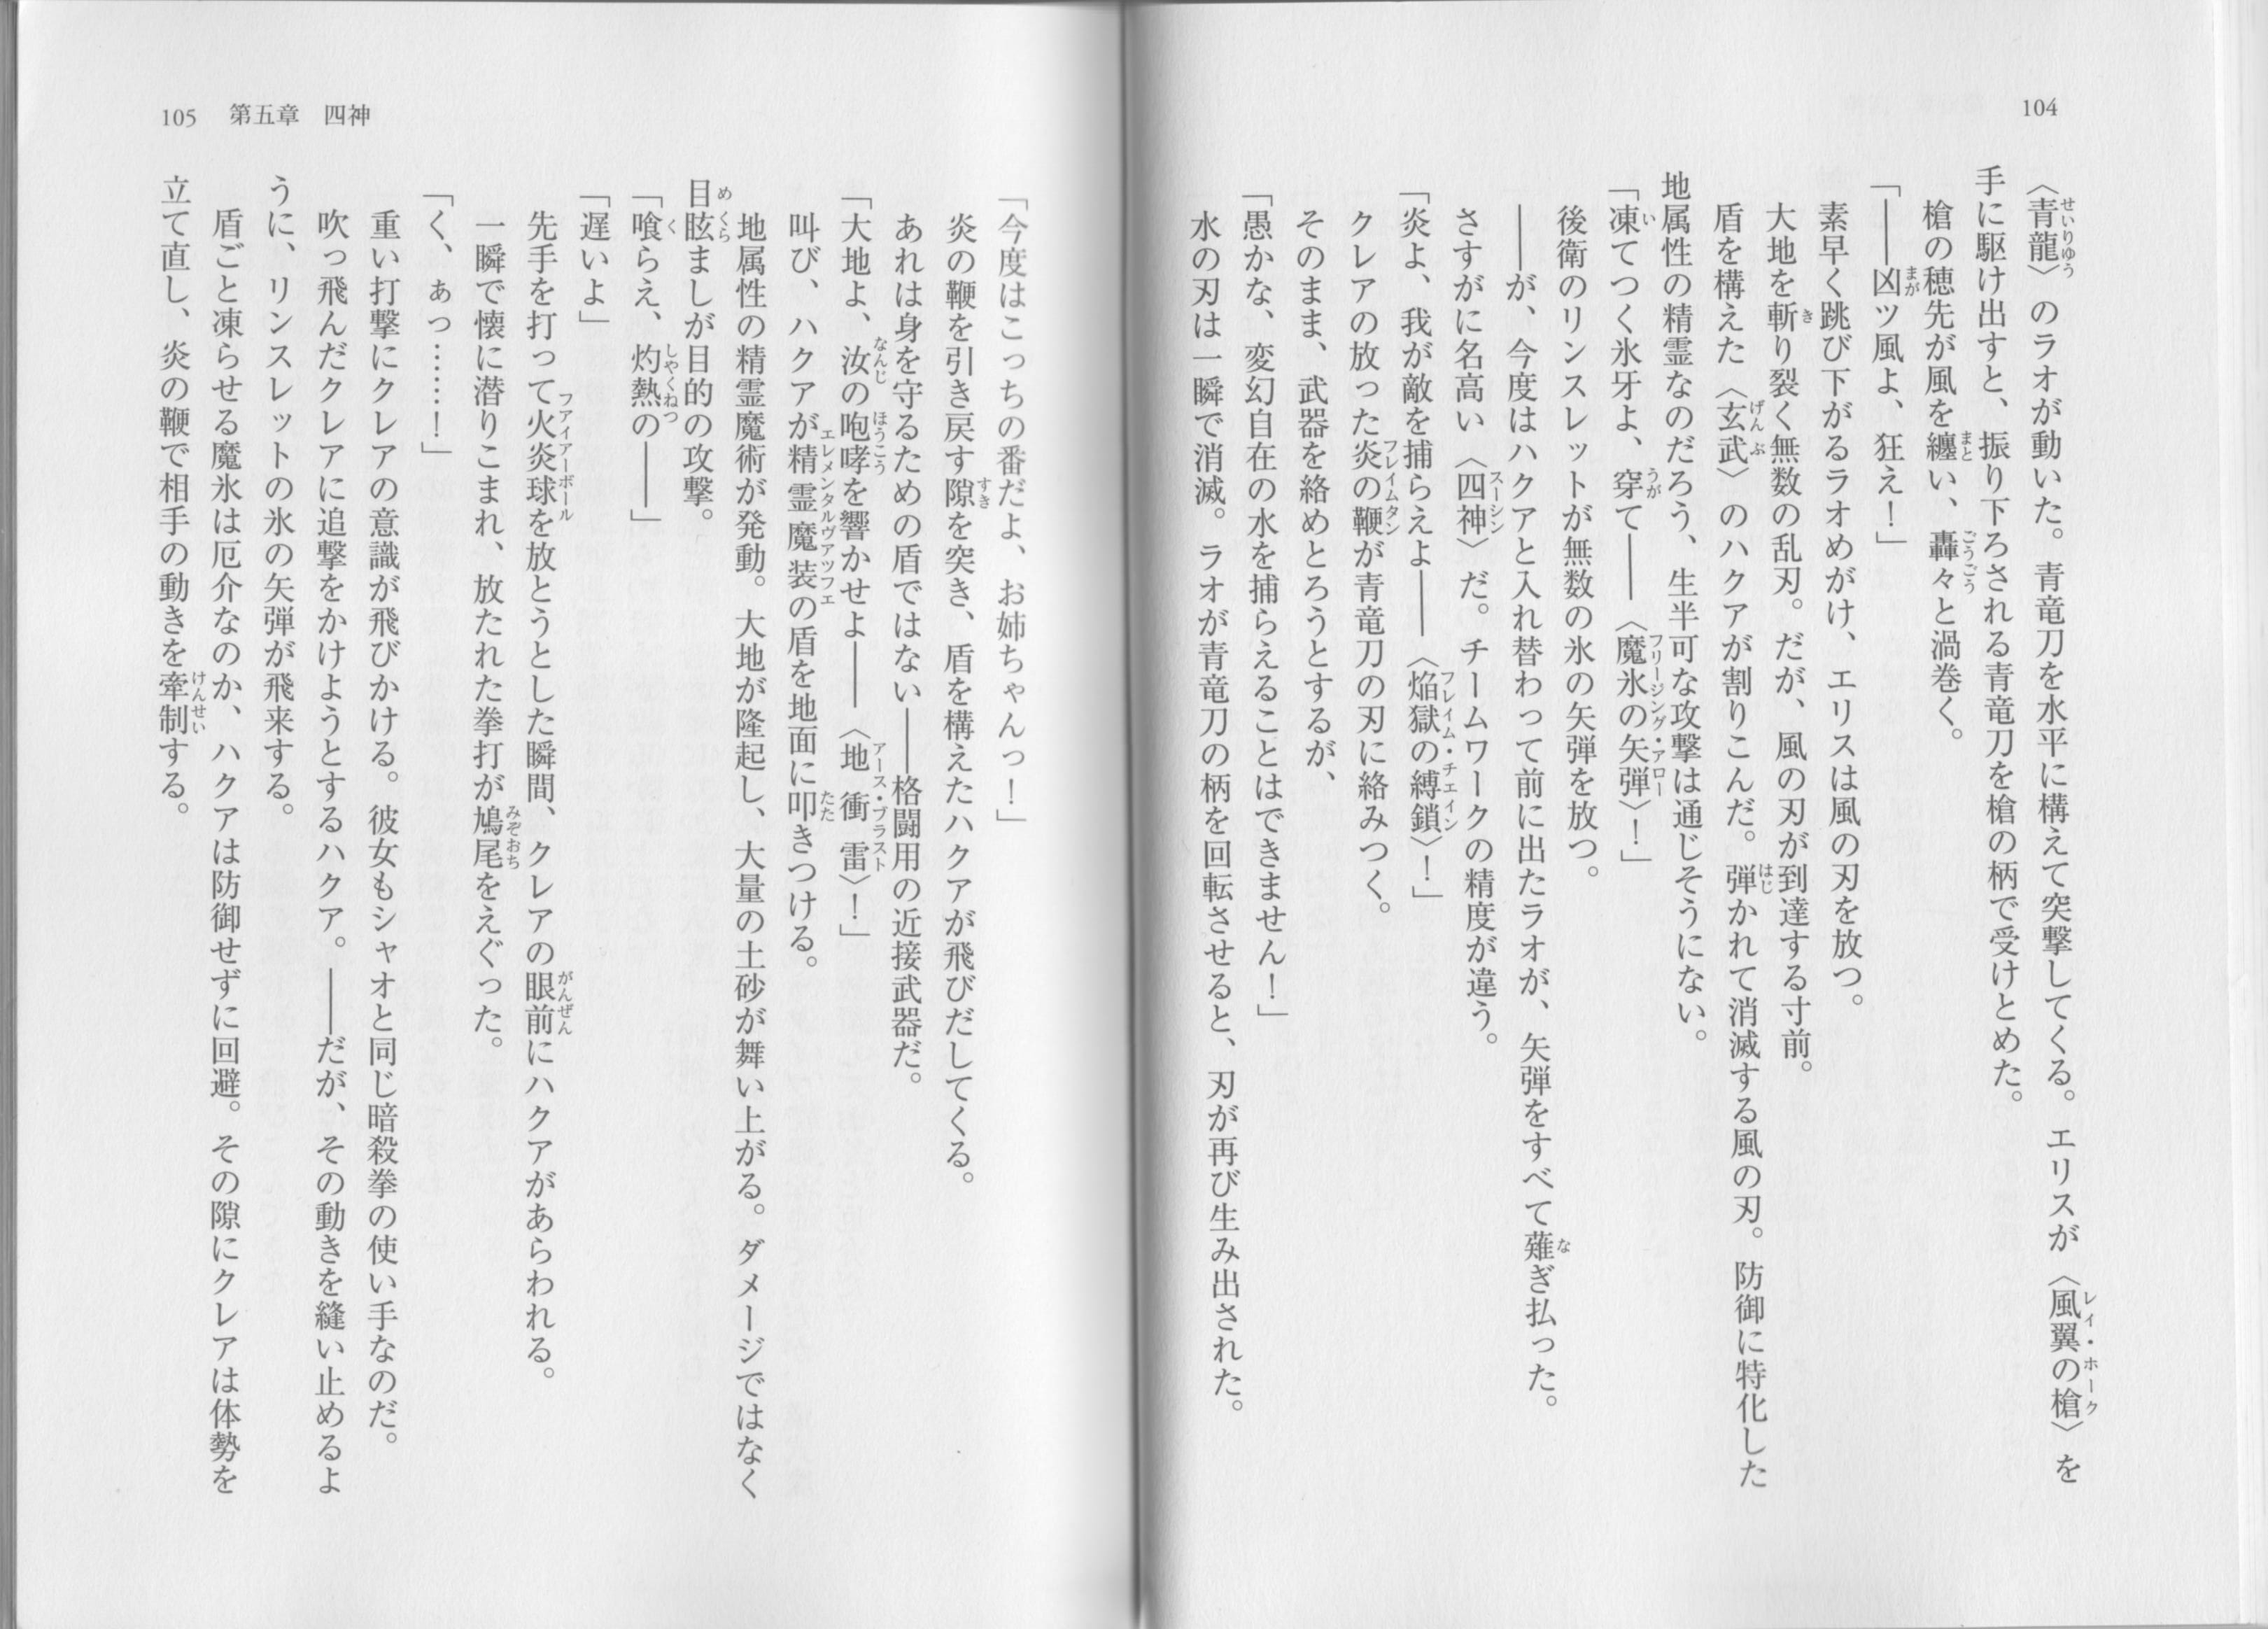 104
〈青龍〉のラオが動いた。青竜刀を水平に構えて突撃してくる。エリスが〈風翼の槍〉を
手に駆け出すと、振り下ろされる青竜刀を槍の柄で受けとめた。
槍の穂先が風を纏い、轟々と渦巻く。
「――凶ツ風よ、狂え！」
素早く跳び下がるラオめがけ、エリスは風の刃を放つ。
大地を斬り裂く無数の乱刃。だが、風の刃が到達する寸前。
盾を構えた〈玄武〉のハクアが割りこんだ。弾かれて消滅する風の刃。防御に特化した
地属性の精霊なのだろう、生半可な攻撃は通じそうにない。
「凍てつく氷牙よ、穿て――〈魔氷の矢弾〉！」
後衛のリンスレットが無数の氷の矢弾を放つ。
――が、今度はハクアと入れ替わって前に出たラオが、矢弾をすべて薙ぎ払った。
さすがに名高い〈四神〉だ。チームワークの精度が違う。
「炎よ、我が敵を捕らえよ――〈焔獄の縛鎖〉！」
クレアの放った炎の鞭が青竜刀の刃に絡みつく。
そのまま、武器を絡めとろうとするが、
「愚かな、変幻自在の水を捕らえることはできません！」
水の刃は一瞬で消滅。ラオが青竜刀の柄を回転させると、刃が再び生み出された。
105 第五章 四神
「今度はこっちの番だよ、お姉ちゃんっ！」
炎の鞭を引き戻す隙を突き、盾を構えたハクアが飛びだしてくる。
あれは身を守るための盾ではない――格闘用の近接武器だ。
「大地よ、汝の咆哮を響かせよ――〈地衝雷〉！」
叫び、ハクアが精霊魔装の盾を地面に叩きつける。
地属性の精霊魔術が発動。大地が隆起し、大量の土砂が舞い上がる。ダメージではなく
目眩ましが目的の攻撃。
「喰らえ、灼熱の――」
「遅いよ」
先手を打って火炎球を放とうとした瞬間、クレアの眼前にハクアがあらわれる。
一瞬で懐に潜りこまれ、放たれた拳打が鳩尾をえぐった。
「く、ぁっ……！」
重い打撃にクレアの意識が飛びかける。彼女もシャオと同じ暗殺拳の使い手なのだ。
吹っ飛んだクレアに追撃をかけようとするハクア。――だが、その動きを縫い止めるよ
うに、リンスレットの氷の矢弾が飛来する。
盾ごと凍らせる魔氷は厄介なのか、ハクアは防御せずに回避。その隙にクレアは体勢を
立て直し、炎の鞭で相手の動きを牽制する。